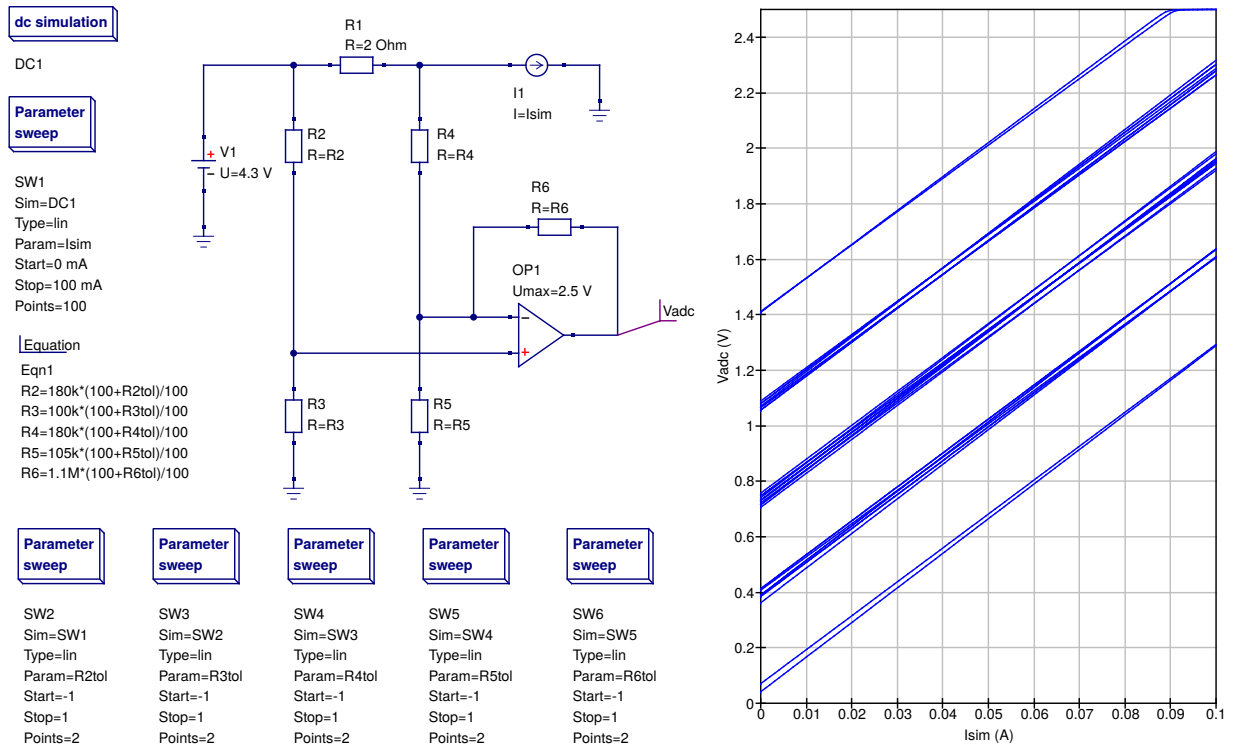 dc simulation
DC1
Parameter
sweep
SW1
Sim=DC1
Type=lin
Param=Isim
Start=0 mA
Stop=100 mA
Points=100
Equation
Eqn1
R2=180k*(100+R2tol)/100
R3=100k*(100+R3tol)/100
R4=180k*(100+R4tol)/100
R5=105k*(100+R5tol)/100
R6=1.1M*(100+R6tol)/100
R1
R=2 Ohm
I1
I=Isim
+ V1
− U=4.3 V
R2
R=R2
R4
R=R4
R6
R=R6
OP1
Umax=2.5 V
−
+
Vadc
R3
R=R3
R5
R=R5
Parameter
sweep
SW2
Sim=SW1
Type=lin
Param=R2tol
Start=-1
Stop=1
Points=2
Parameter
sweep
SW3
Sim=SW2
Type=lin
Param=R3tol
Start=-1
Stop=1
Points=2
Parameter
sweep
SW4
Sim=SW3
Type=lin
Param=R4tol
Start=-1
Stop=1
Points=2
Parameter
sweep
SW5
Sim=SW4
Type=lin
Param=R5tol
Start=-1
Stop=1
Points=2
Parameter
sweep
SW6
Sim=SW5
Type=lin
Param=R6tol
Start=-1
Stop=1
Points=2
Vadc (V)
2.4
2.2
2
1.8
1.6
1.4
1.2
1
0.8
0.6
0.4
0.2
0
0 0.01 0.02 0.03 0.04 0.05 0.06 0.07 0.08 0.09 0.1
Isim (A)